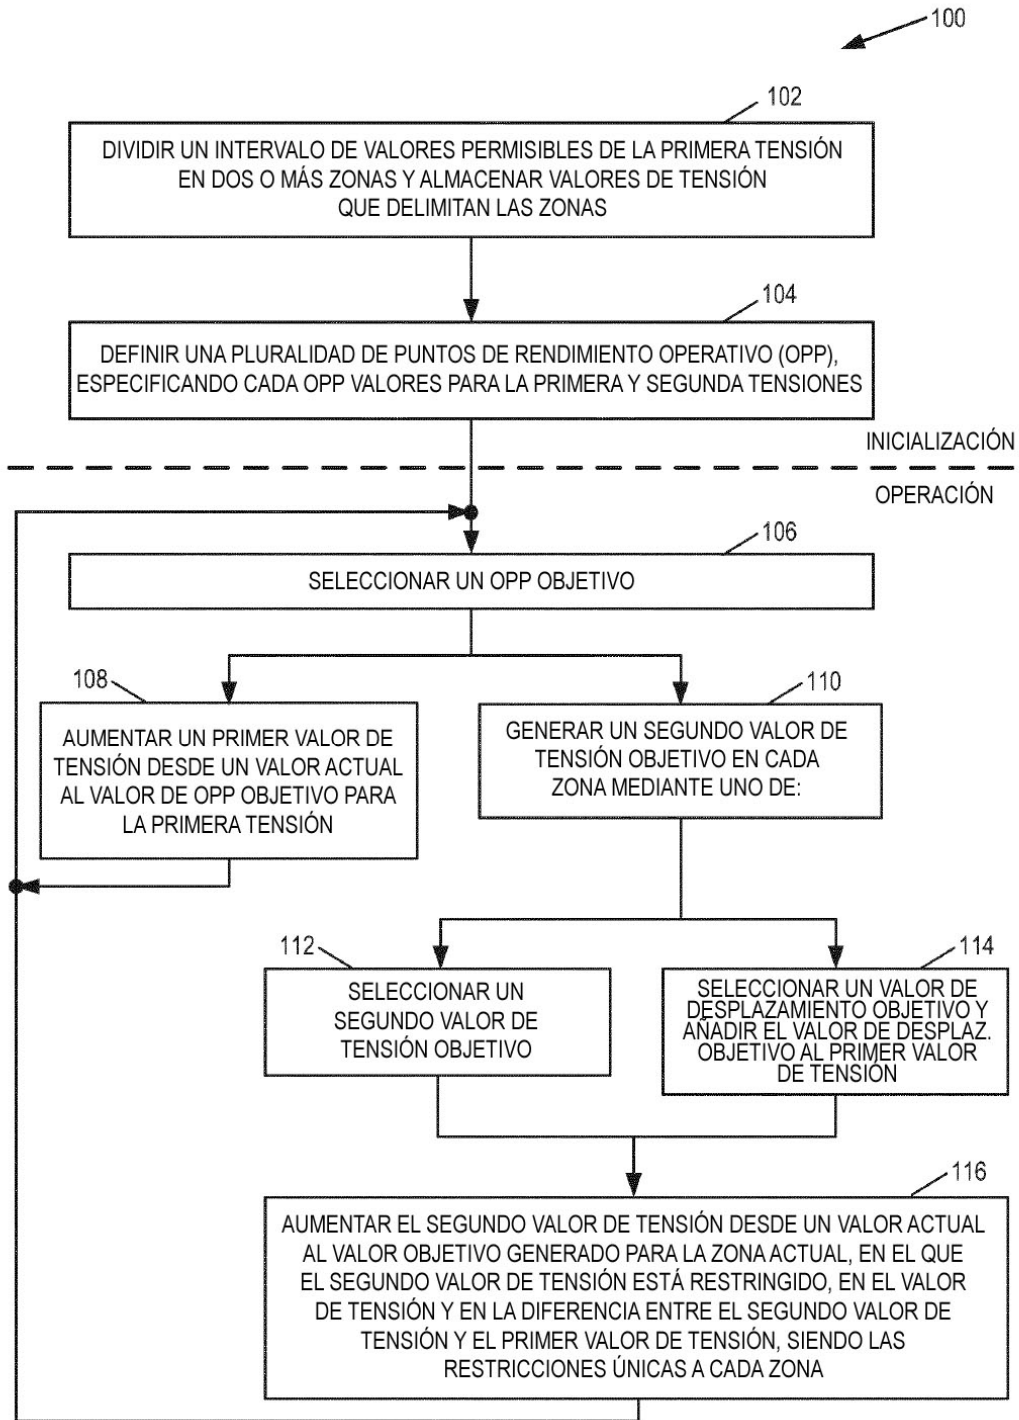 100
102
DIVIDIR UN INTERVALO DE VALORES PERMISIBLES DE LA PRIMERA TENSIÓN
EN DOS O MÁS ZONAS Y ALMACENAR VALORES DE TENSIÓN
QUE DELIMITAN LAS ZONAS
104
DEFINIR UNA PLURALIDAD DE PUNTOS DE RENDIMIENTO OPERATIVO (OPP),
ESPECIFICANDO CADA OPP VALORES PARA LA PRIMERA Y SEGUNDA TENSIONES
INICIALIZACIÓN
OPERACIÓN
106
SELECCIONAR UN OPP OBJETIVO
108
AUMENTAR UN PRIMER VALOR DE
TENSIÓN DESDE UN VALOR ACTUAL
AL VALOR DE OPP OBJETIVO PARA
LA PRIMERA TENSIÓN
110
GENERAR UN SEGUNDO VALOR DE
TENSIÓN OBJETIVO EN CADA
ZONA MEDIANTE UNO DE:
112
SELECCIONAR UN
SEGUNDO VALOR DE
TENSIÓN OBJETIVO
114
SELECCIONAR UN VALOR DE
DESPLAZAMIENTO OBJETIVO Y
AÑADIR EL VALOR DE DESPLAZ.
OBJETIVO AL PRIMER VALOR
DE TENSIÓN
116
AUMENTAR EL SEGUNDO VALOR DE TENSIÓN DESDE UN VALOR ACTUAL
AL VALOR OBJETIVO GENERADO PARA LA ZONA ACTUAL, EN EL QUE
EL SEGUNDO VALOR DE TENSIÓN ESTÁ RESTRINGIDO, EN EL VALOR
DE TENSIÓN Y EN LA DIFERENCIA ENTRE EL SEGUNDO VALOR DE
TENSIÓN Y EL PRIMER VALOR DE TENSIÓN, SIENDO LAS
RESTRICCIONES ÚNICAS A CADA ZONA